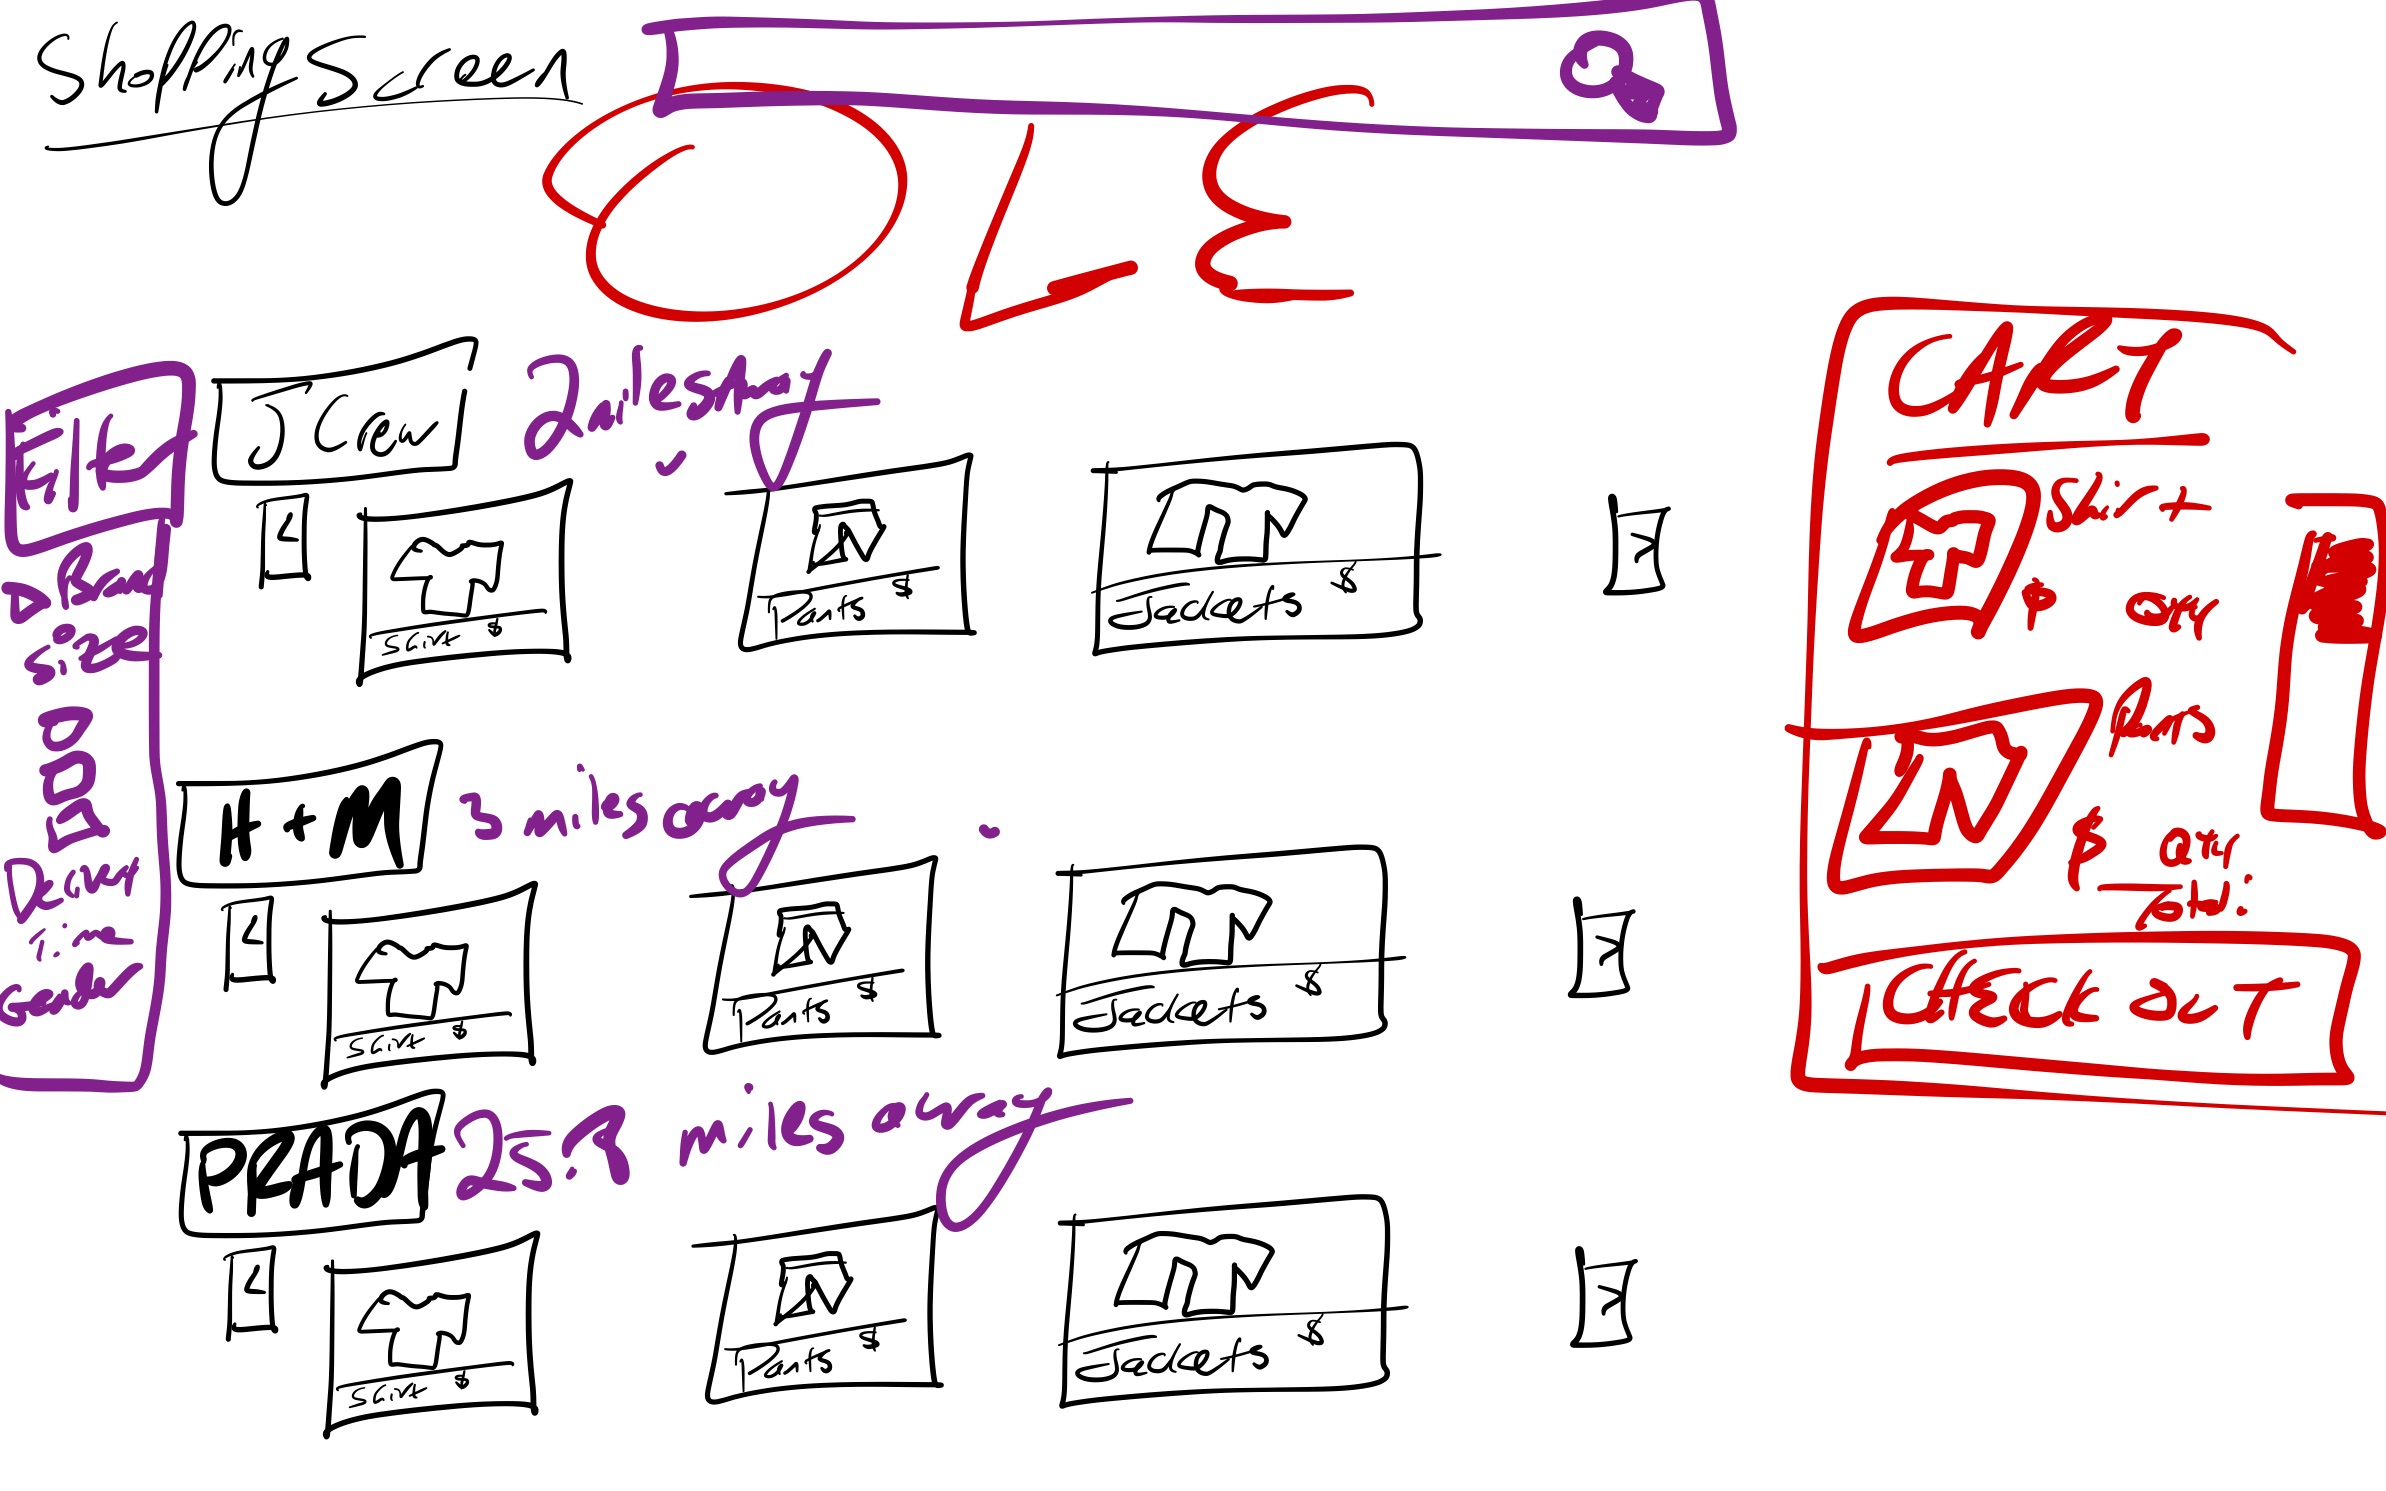 Shopping Screen
OLE
Filter
Brand
size
J Crew
2 miles away
<
shirt $
Pants $
Jackets $
>
H + M
3 miles away
<
shirt $
Pants $
Jackets $
>
Delivery
time
Gender
PRADA
25.8 miles away
<
shirt $
Pants $
Jackets $
>
CART
Shirt
$ QTY
Pants
$ QTY
Total:
CHECK OUT